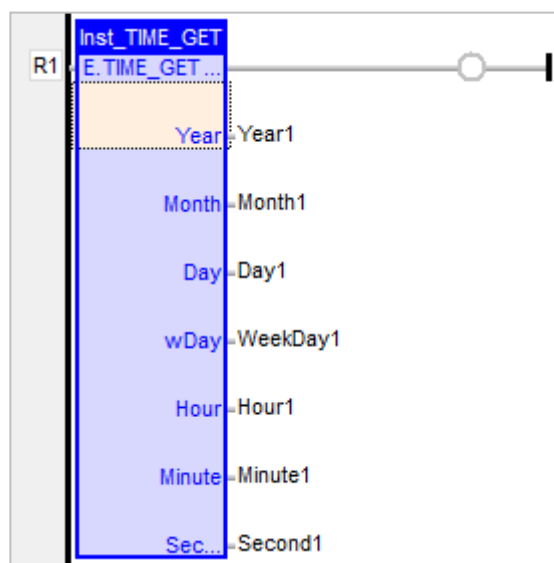 Inst_TIME_GET
R1 E.TIME_GET ...
Year Year1
Month Month1
Day Day1
wDay WeekDay1
Hour Hour1
Minute Minute1
Sec... Second1